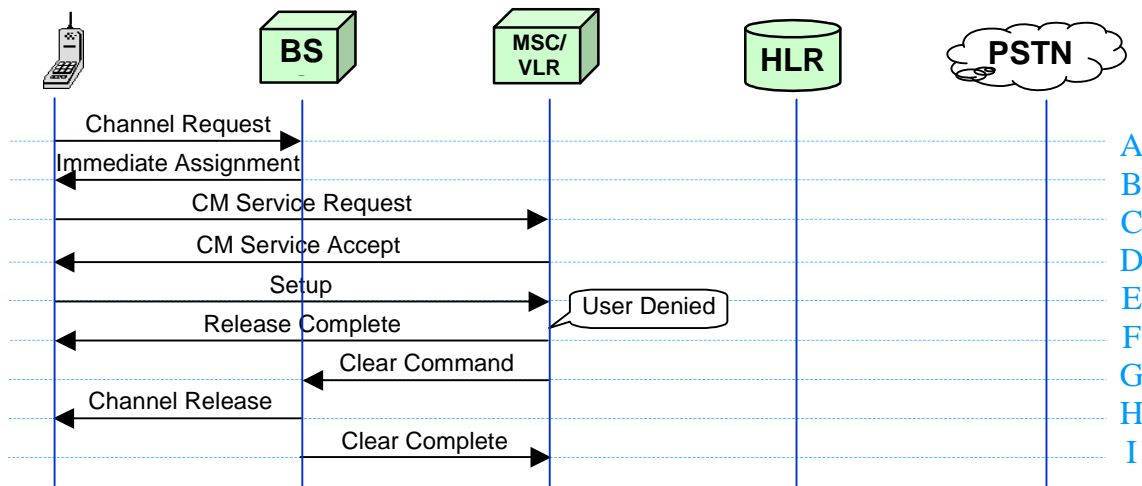 BS
MSC/
VLR
HLR
PSTN
Channel Request
A
Immediate Assignment
B
CM Service Request
C
CM Service Accept
D
Setup
E
User Denied
Release Complete
F
Clear Command
G
Channel Release
H
Clear Complete
I